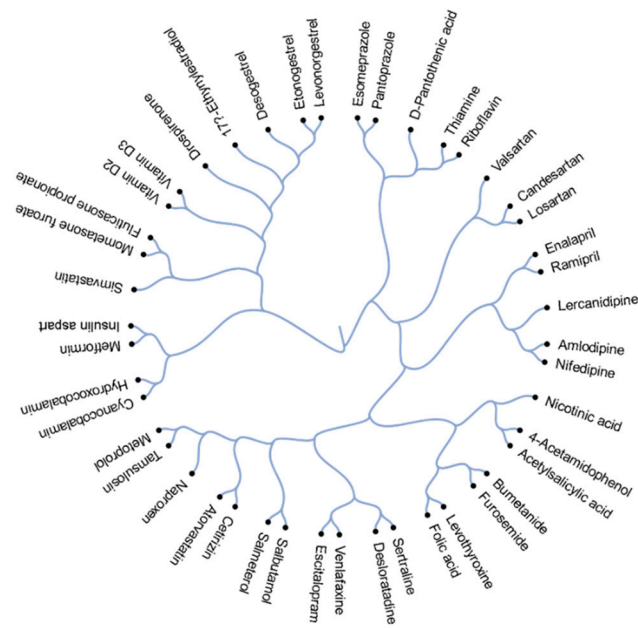 Esomeprazole
Pantoprazole
D-Pantothenic acid
Thiamine
Riboflavin
Valsartan
Candesartan
Losartan
Enalapril
Ramipril
Lercanidipine
Amlodipine
Nifedipine
Nicotinic acid
4-Acetamidophenol
Acetylsalicylic acid
Bumetanide
Furosemide
Levothyroxine
Folic acid
Sertraline
Desloratadine
Venlafaxine
Escitalopram
Salbutamol
Salmeterol
Cetirizin
Atorvastatin
Naproxen
Tamsulosin
Metoprolol
Cyanocobalamin
Hydroxocobalamin
Metformin
Insulin aspart
Simvastatin
Mometasone furoate
Fluticasone propionate
Vitamin D2
Vitamin D3
Drospirenone
17?-Ethynylestradiol
Desogestrel
Etonogestrel
Levonorgestrel